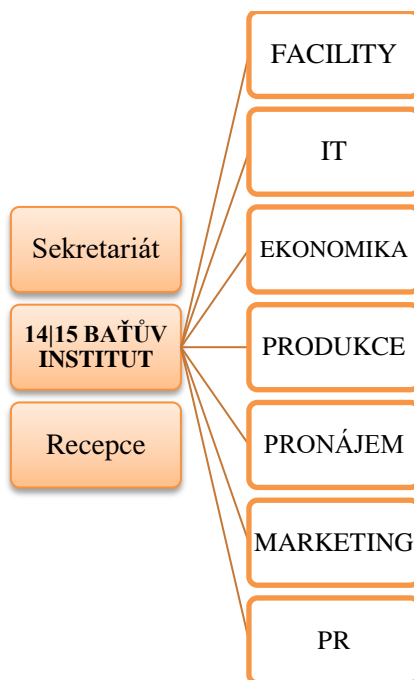 Sekretariát
14|15 BAŤŮV
INSTITUT
Recepce
FACILITY
IT
EKONOMIKA
PRODUKCE
PRONÁJEM
MARKETING
PR